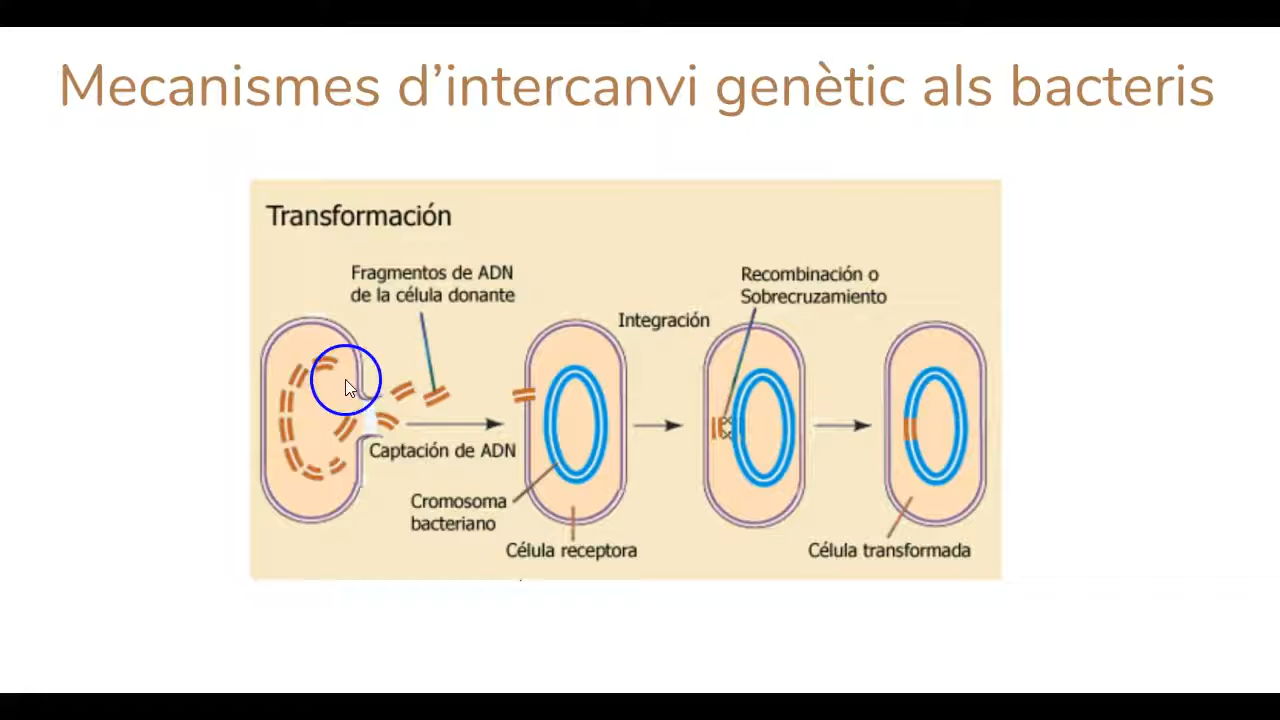 Mecanismes d’intercanvi genètic als bacteris
Transformación
Fragmentos de ADN
de la célula donante
Recombinación o
Sobrecruzamiento
Integración
Captación de ADN
Cromosoma
bacteriano
Célula receptora
Célula transformada